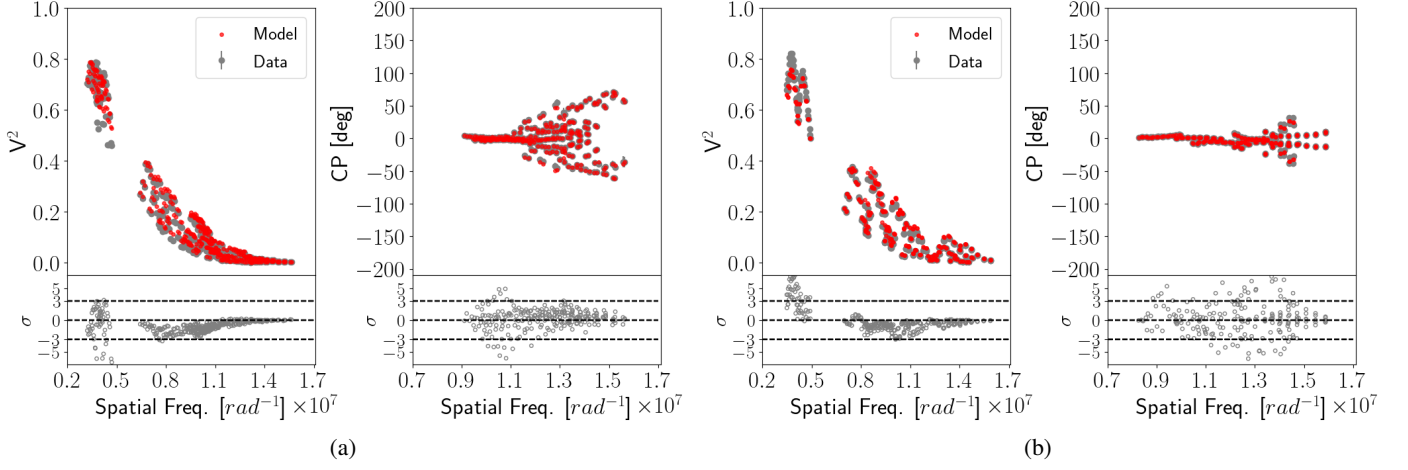 1.0
0.8
0.6
0.4
0.2
0.0
V²
Model
Data
5
3
0
−3
−5
σ
0.2 0.5 0.8 1.1 1.4 1.7
Spatial Freq. [rad⁻¹] ×10⁷
200
150
100
50
0
−50
−100
−150
−200
CP [deg]
5
3
0
−3
−5
σ
0.7 0.9 1.1 1.3 1.5 1.7
Spatial Freq. [rad⁻¹] ×10⁷
(a)
1.0
0.8
0.6
0.4
0.2
0.0
V²
Model
Data
5
3
0
−3
−5
σ
0.2 0.5 0.8 1.1 1.4 1.7
Spatial Freq. [rad⁻¹] ×10⁷
200
150
100
50
0
−50
−100
−150
−200
CP [deg]
5
3
0
−3
−5
σ
0.7 0.9 1.1 1.3 1.5 1.7
Spatial Freq. [rad⁻¹] ×10⁷
(b)